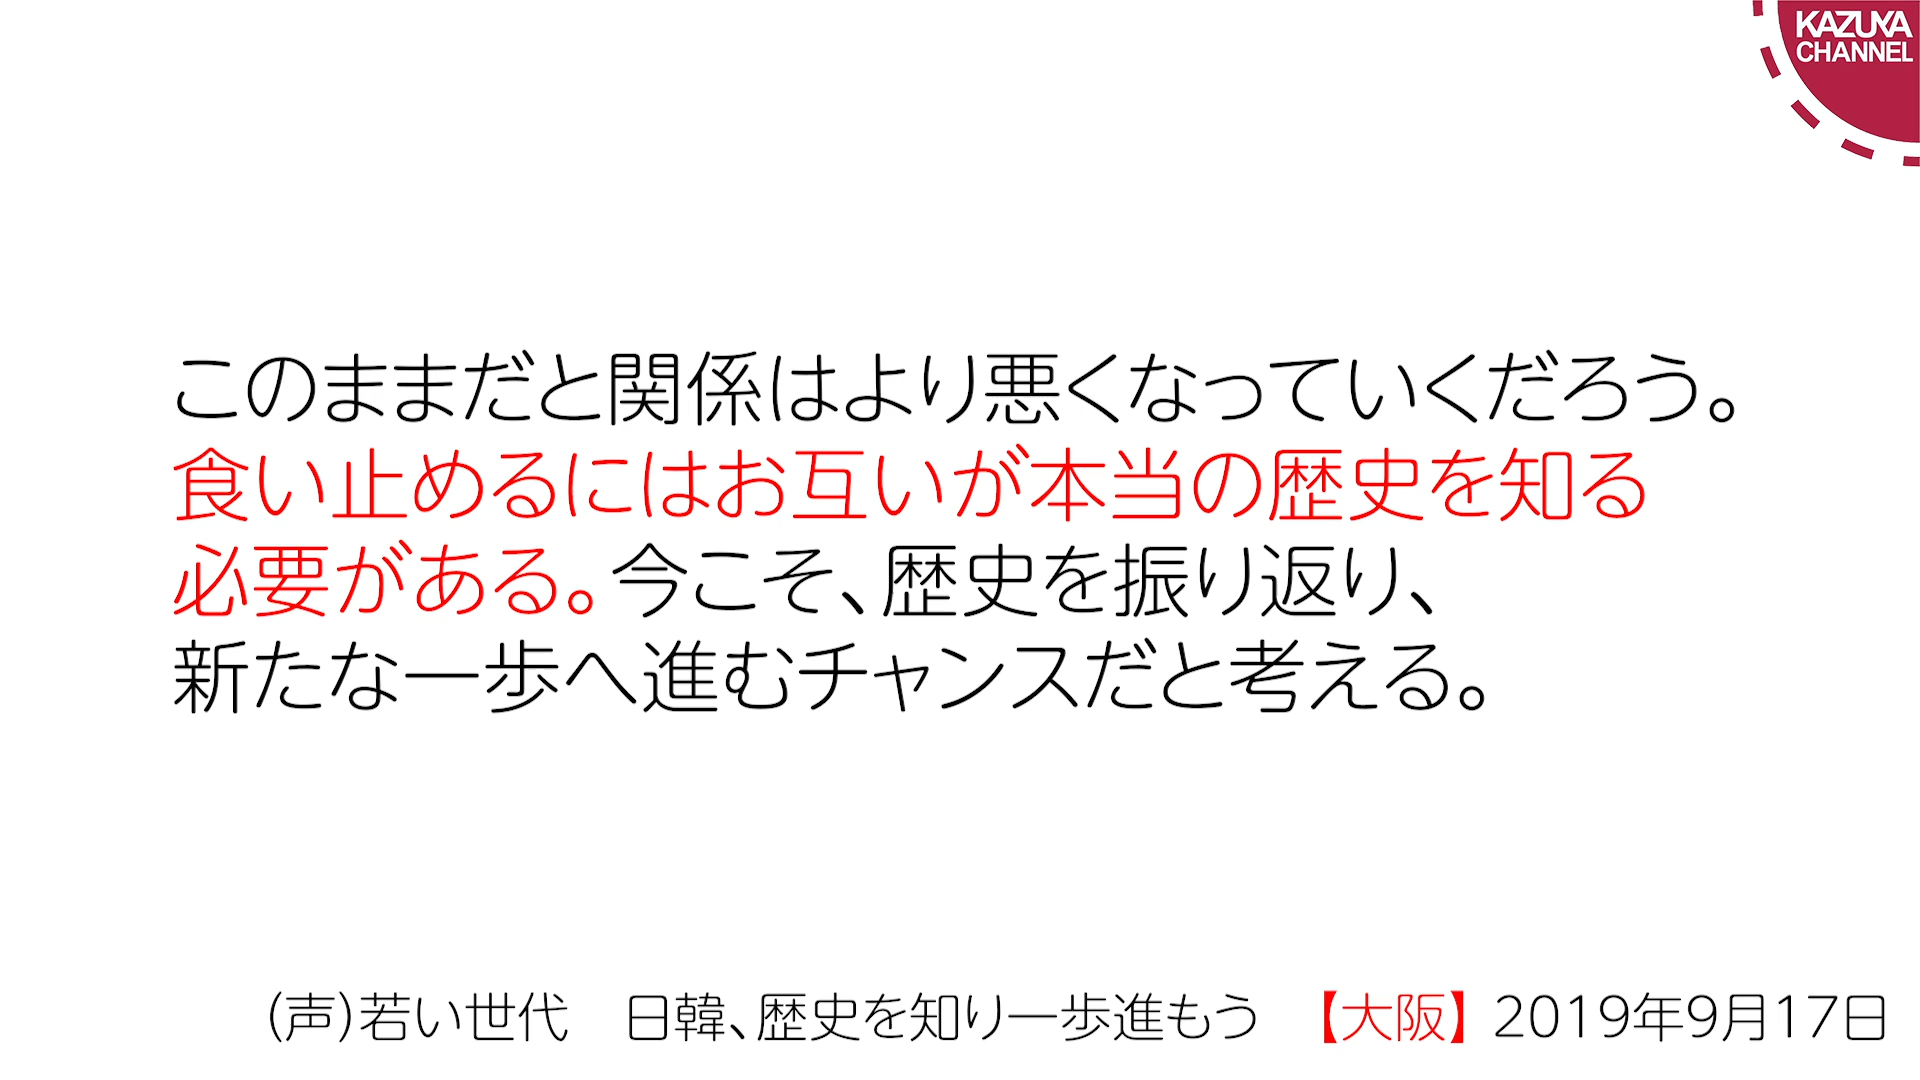 KAZUYA
CHANNEL
このままだと関係はより悪くなっていくだろう。
食い止めるにはお互いが本当の歴史を知る
必要がある。今こそ、歴史を振り返り、
新たな一歩へ進むチャンスだと考える。
(声)若い世代　日韓、歴史を知り一歩進もう　【大阪】 2019年9月17日